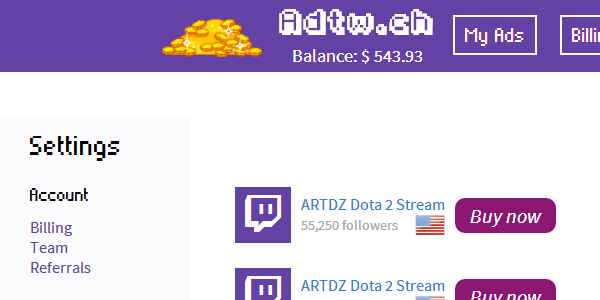 Adtw.ch
Balance: $ 543.93
My Ads
Settings
Account
Billing
Team
Referrals
ARTDZ Dota 2 Stream
55,250 followers
Buy now
ARTDZ Dota 2 Stream
Buy now